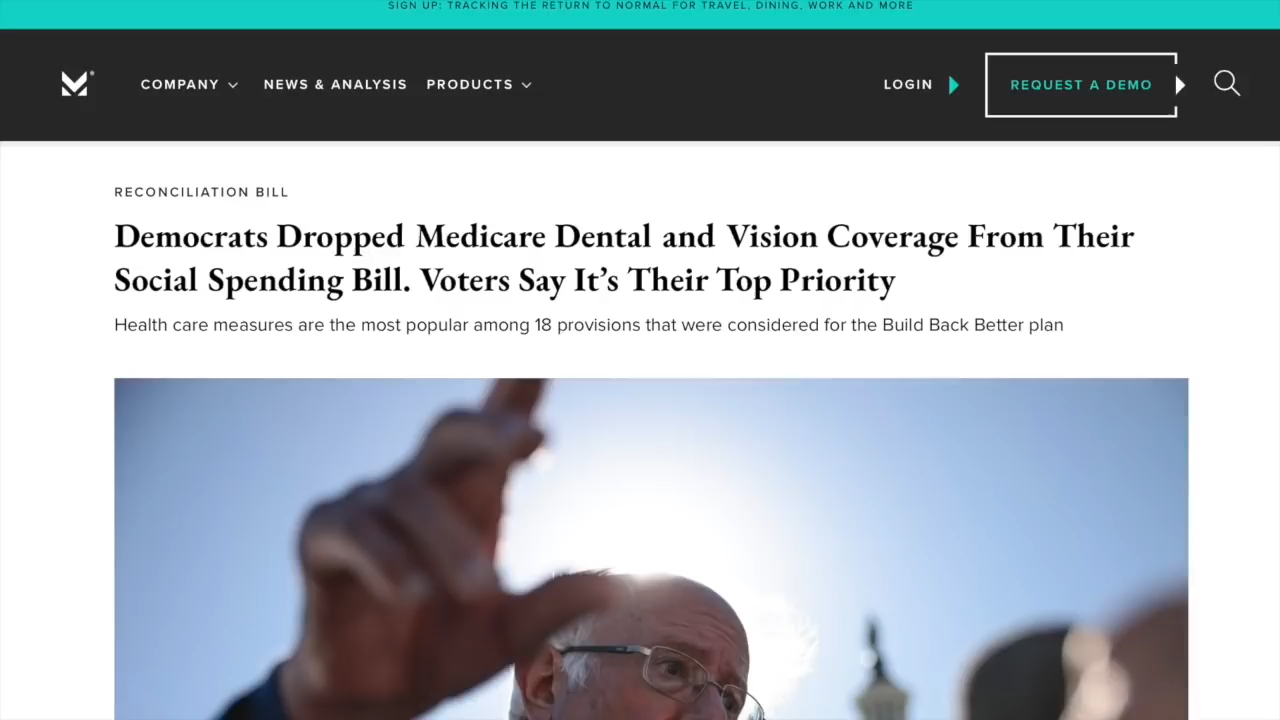 SIGN UP: TRACKING THE RETURN TO NORMAL FOR TRAVEL, DINING, WORK AND MORE
COMPANY NEWS & ANALYSIS PRODUCTS LOGIN REQUEST A DEMO
RECONCILIATION BILL
Democrats Dropped Medicare Dental and Vision Coverage From Their
Social Spending Bill. Voters Say It’s Their Top Priority
Health care measures are the most popular among 18 provisions that were considered for the Build Back Better plan